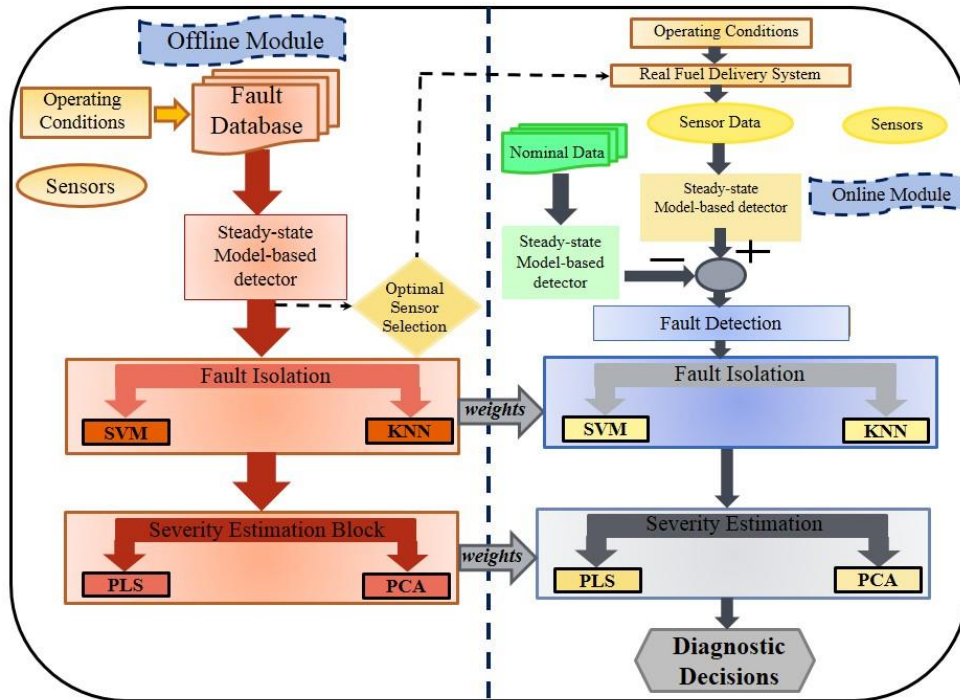 Offline Module
Operating
Conditions
Fault
Database
Sensors
Steady-state
Model-based
detector
Optimal
Sensor
Selection
Fault Isolation
SVM
KNN
weights
Severity Estimation Block
PLS
PCA
weights
Operating Conditions
Real Fuel Delivery System
Sensor Data
Sensors
Nominal Data
Steady-state
Model-based detector
Online Module
Steady-state
Model-based
detector
−
+
Fault Detection
Fault Isolation
SVM
KNN
Severity Estimation
PLS
PCA
Diagnostic
Decisions